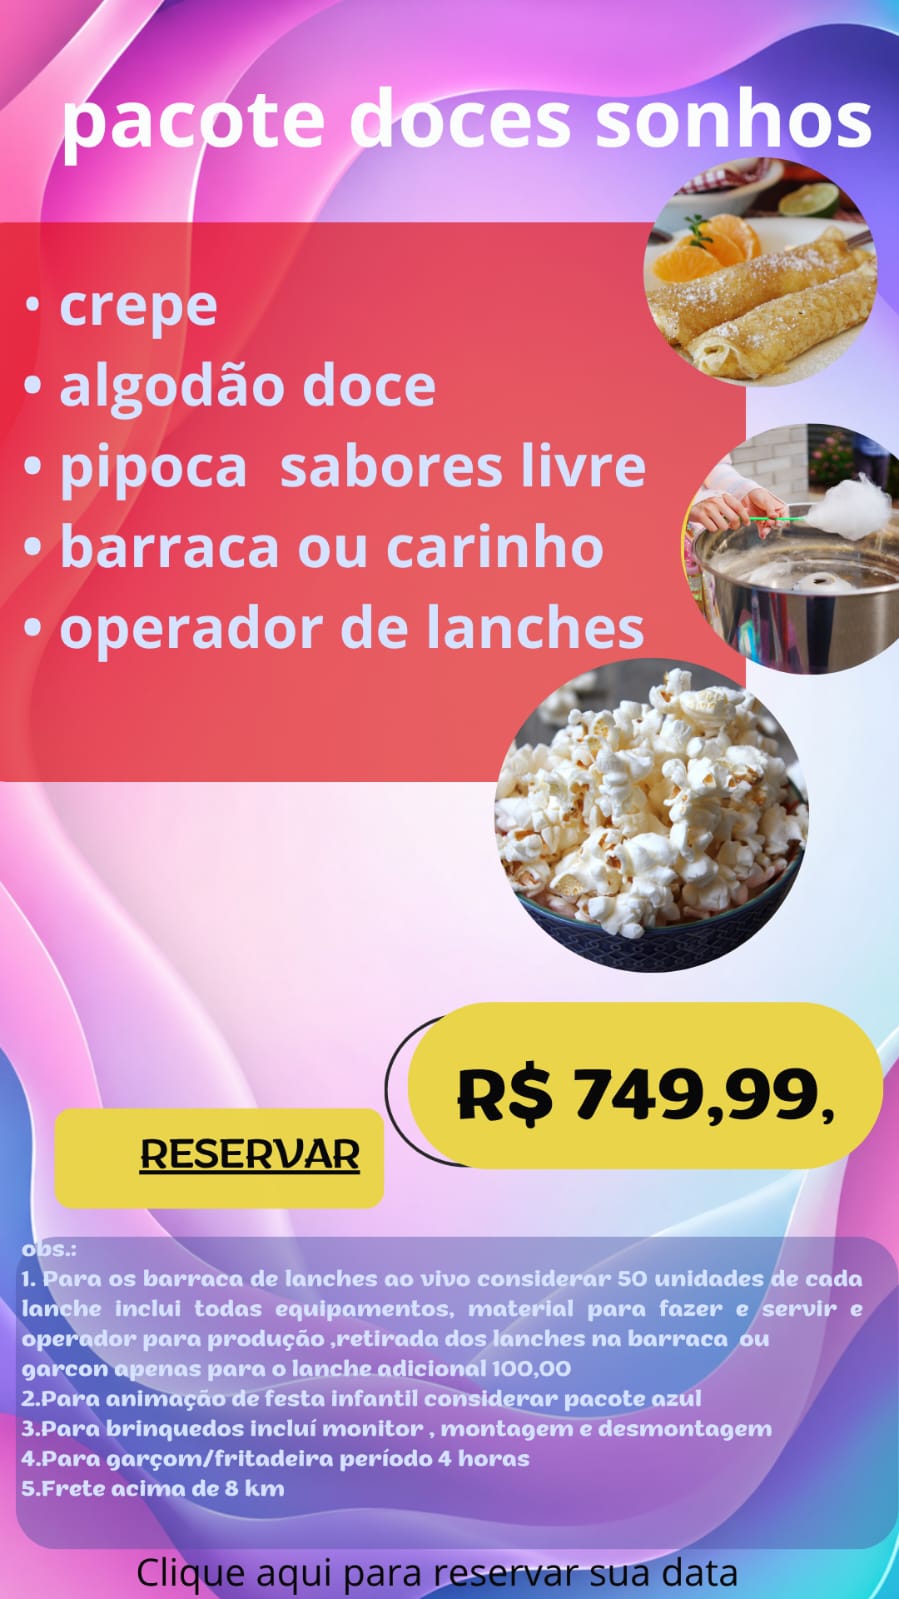 pacote doces sonhos
• crepe
• algodão doce
• pipoca  sabores livre
• barraca ou carinho
• operador de lanches
R$ 749,99,
RESERVAR
obs.:
1. Para os barraca de lanches ao vivo considerar 50 unidades de cada
lanche inclui todas equipamentos, material para fazer e servir e
operador para produção ,retirada dos lanches na barraca  ou
garcon apenas para o lanche adicional 100,00
2.Para animação de festa infantil considerar pacote azul
3.Para brinquedos incluí monitor , montagem e desmontagem
4.Para garçom/fritadeira período 4 horas
5.Frete acima de 8 km
Clique aqui para reservar sua data